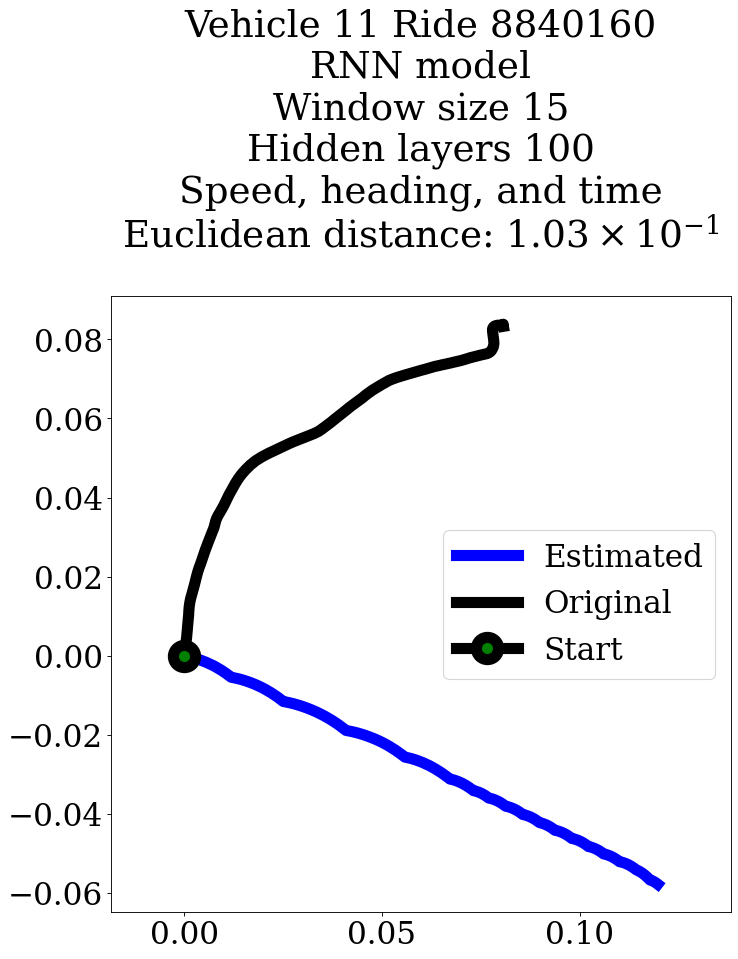 Vehicle 11 Ride 8840160
RNN model
Window size 15
Hidden layers 100
Speed, heading, and time
Euclidean distance: 1.03 × 10⁻¹
0.08
0.06
0.04
0.02
0.00
−0.02
−0.04
−0.06
Estimated
Original
Start
0.00 0.05 0.10